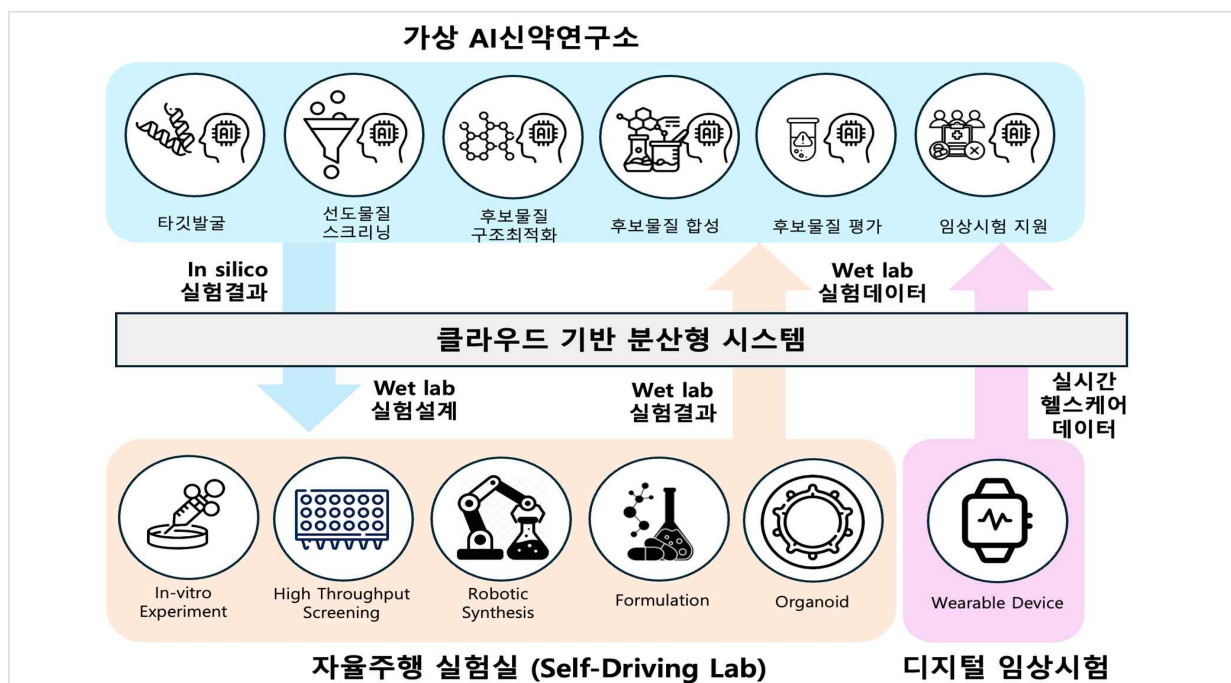 가상 AI신약연구소
AI
AI
AI
AI
AI
AI
타깃발굴
선도물질
스크리닝
후보물질
구조최적화
후보물질 합성
후보물질 평가
임상시험 지원
In silico
실험결과
Wet lab
실험데이터
클라우드 기반 분산형 시스템
Wet lab
실험설계
Wet lab
실험결과
실시간
헬스케어
데이터
In-vitro
Experiment
High Throughput
Screening
Robotic
Synthesis
Formulation
Organoid
Wearable Device
자율주행 실험실 (Self-Driving Lab)
디지털 임상시험